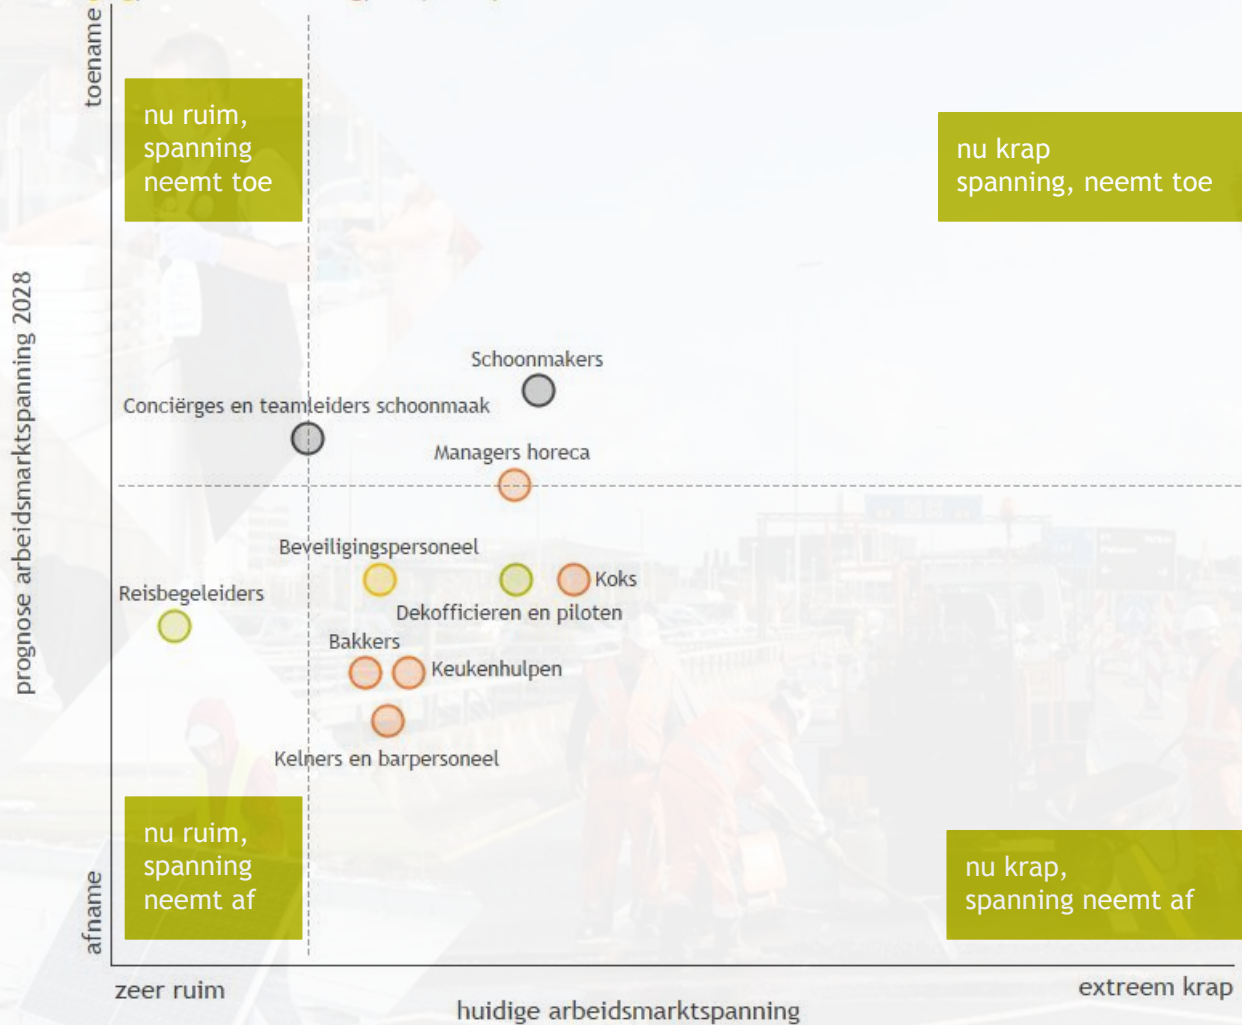 toename
nu ruim,
spanning
neemt toe
nu krap
spanning, neemt toe
prognose arbeidsmarktspanning 2028
Schoonmakers
Conciërges en teamleiders schoonmaak
Managers horeca
Beveiligingspersoneel
Koks
Reisbegeleiders
Dekofficieren en piloten
Bakkers
Keukenhulpen
Kelners en barpersoneel
nu ruim,
spanning
neemt af
nu krap,
spanning neemt af
afname
zeer ruim
extreem krap
huidige arbeidsmarktspanning